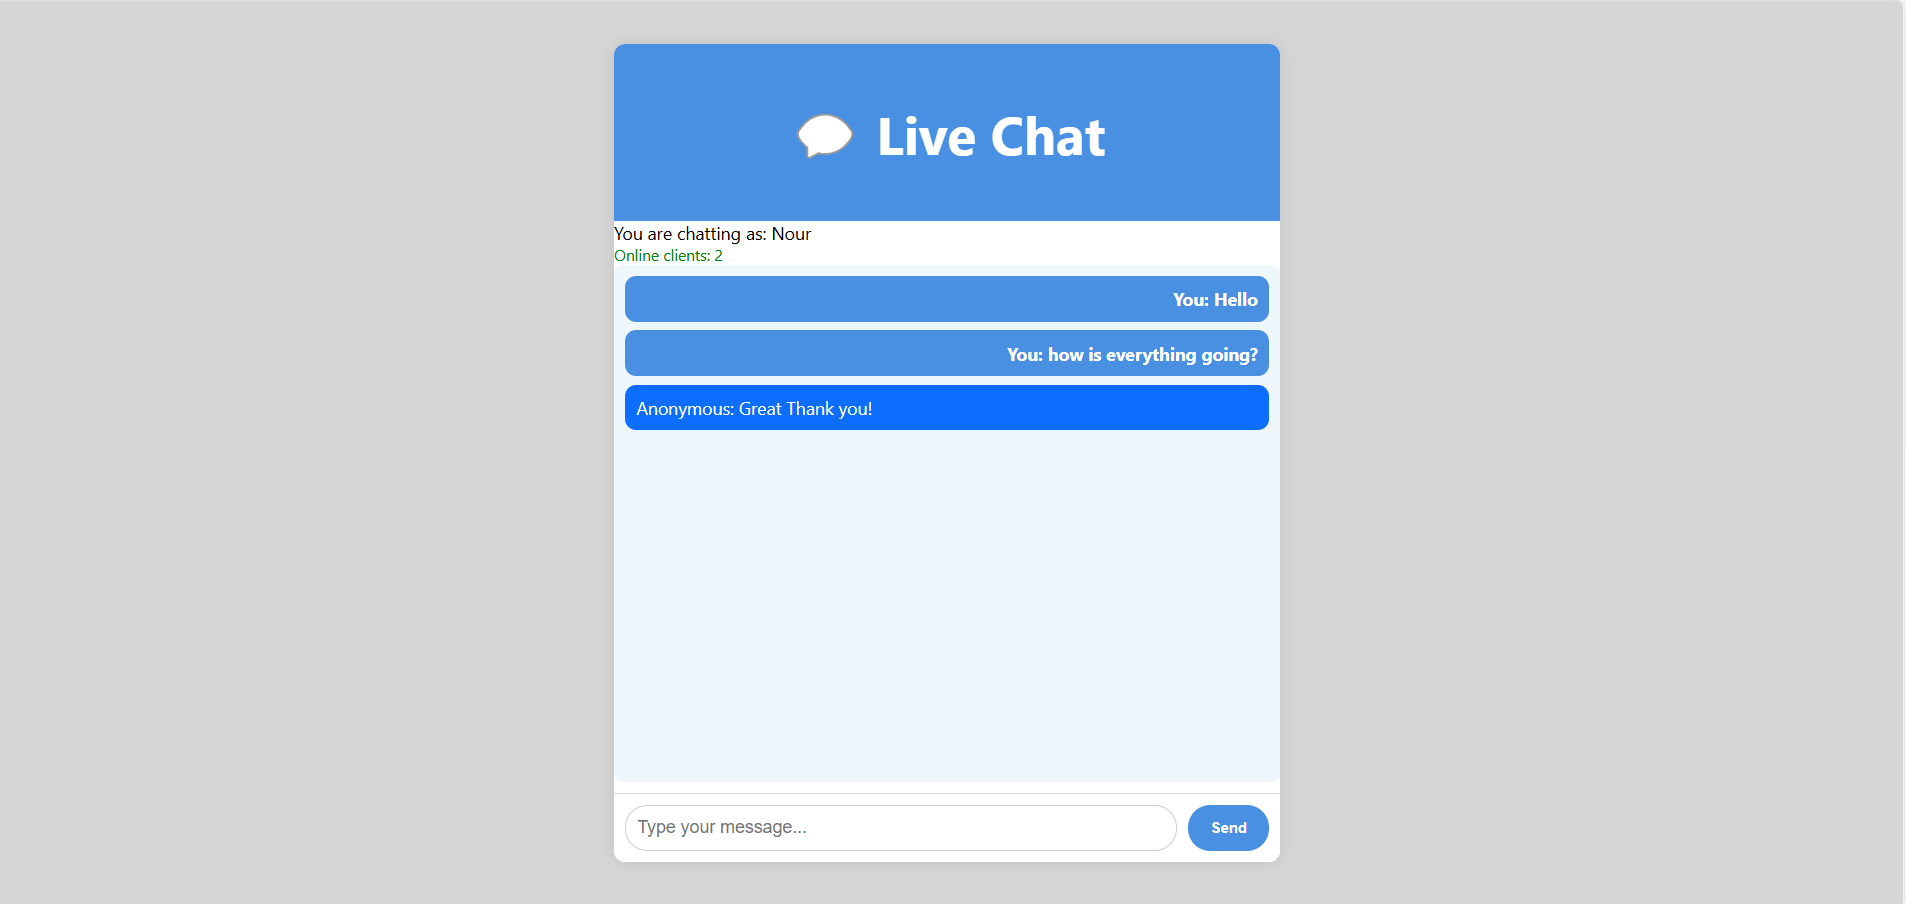 Live Chat
You are chatting as: Nour
Online clients: 2
You: Hello
You: how is everything going?
Anonymous: Great Thank you!
Type your message...
Send